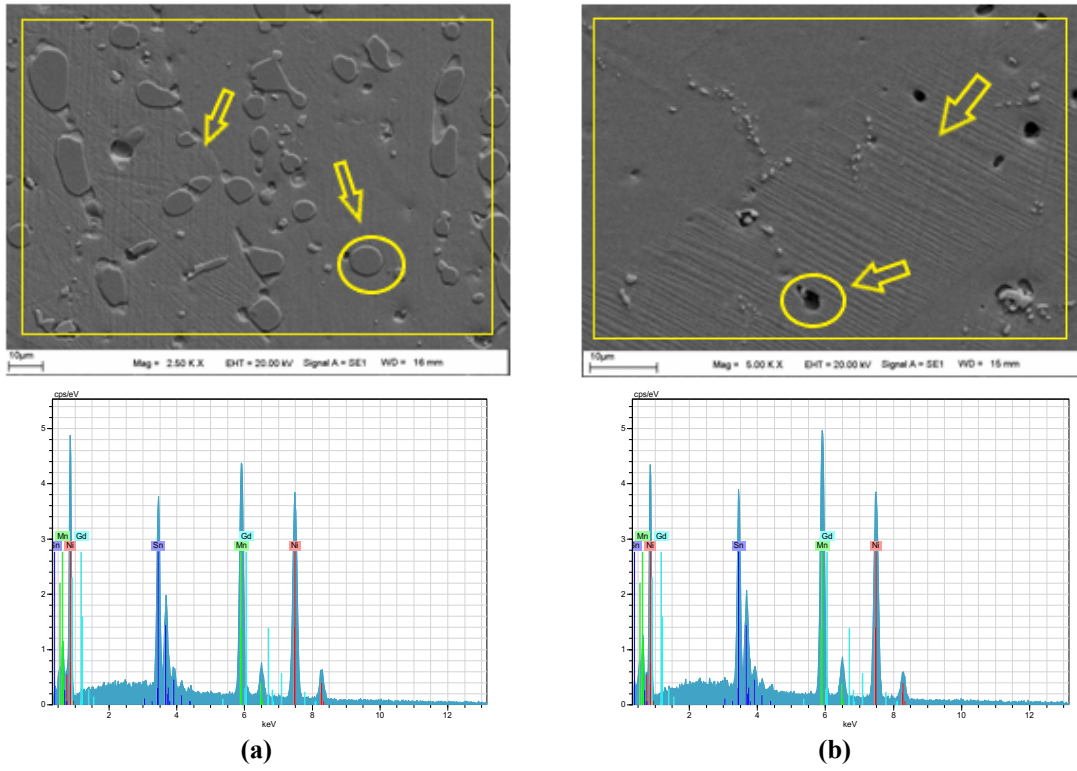 10µm Mag = 2.50 K X EHT = 20.00 kV Signal A = SE1 WD = 16 mm
10µm Mag = 5.00 K X EHT = 20.00 kV Signal A = SE1 WD = 15 mm
cps/eV
5
4
3
2
1
0
Mn Gd Gd
Ni Sn Mn Ni
2 4 6 8 10 12
keV
(a)
cps/eV
5
4
3
2
1
0
Mn Gd Gd
Ni Sn Mn Ni
2 4 6 8 10 12
keV
(b)